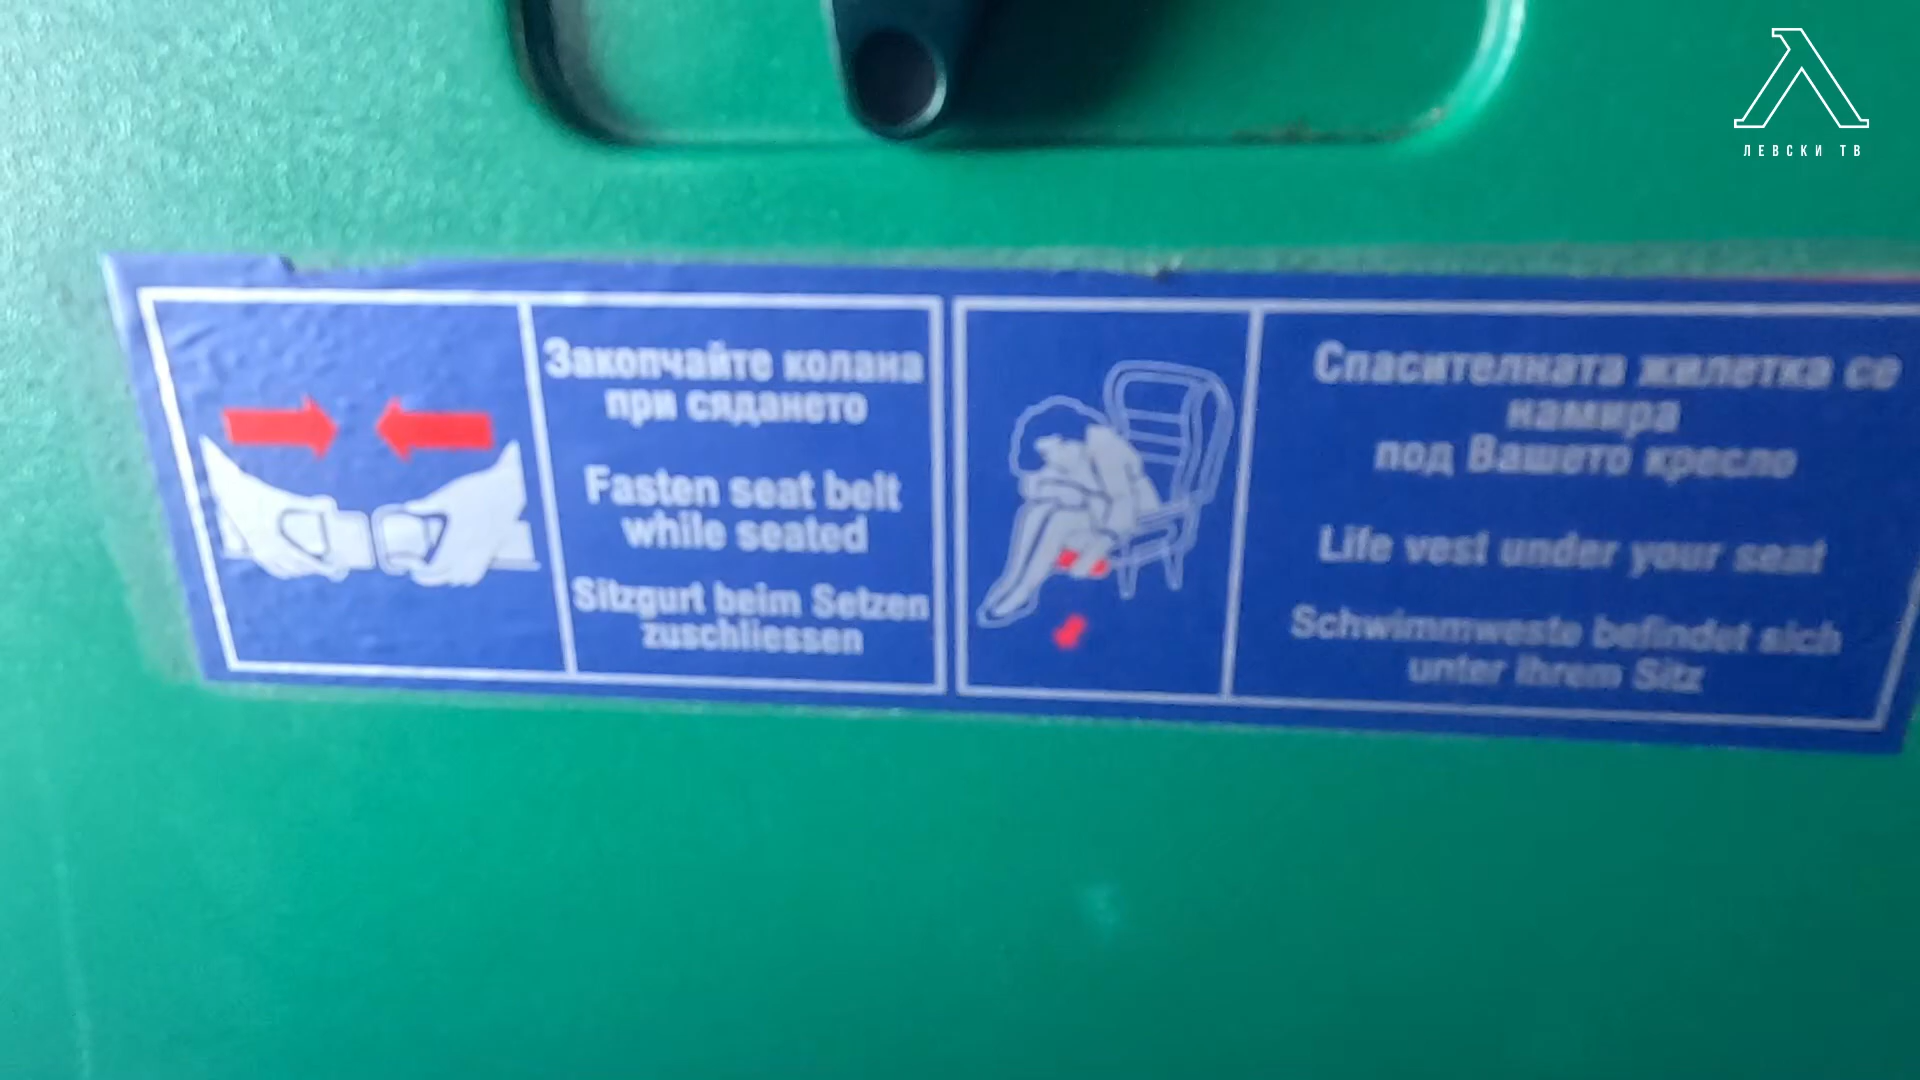 ЛЕВСКИ ТВ
Закопчайте колана
при сядането
Fasten seat belt
while seated
Sitzgurt beim Setzen
zuschliessen
Спасителната жилетка се
намира
под Вашето кресло
Life vest under your seat
Schwimmweste befindet sich
unter Ihrem Sitz